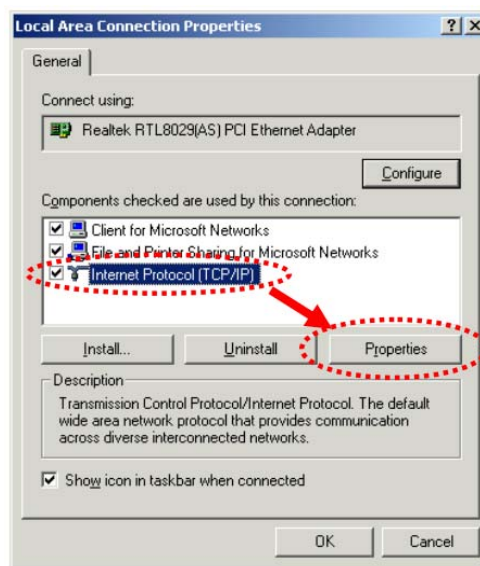 Local Area Connection Properties
General
Connect using:
Realtek RTL8029(AS) PCI Ethernet Adapter
Configure
Components checked are used by this connection:
Client for Microsoft Networks
File and Printer Sharing for Microsoft Networks
Internet Protocol (TCP/IP)
Install... Uninstall Properties
Description
Transmission Control Protocol/Internet Protocol. The default
wide area network protocol that provides communication
across diverse interconnected networks.
Show icon in taskbar when connected
OK Cancel